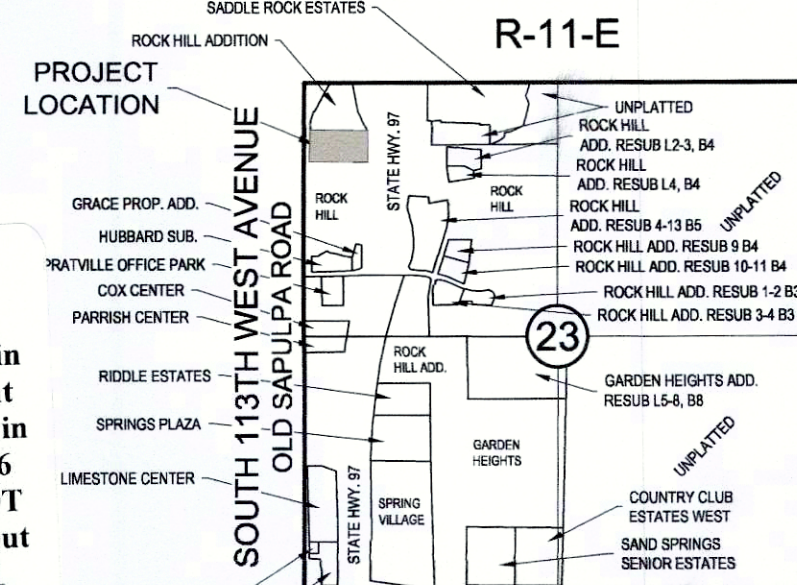 SADDLE ROCK ESTATES
R-11-E
ROCK HILL ADDITION
PROJECT
LOCATION
UNPLATTED
ROCK HILL
ADD. RESUB L2-3, B4
ROCK HILL
ADD. RESUB L4, B4
STATE HWY. 97
SOUTH 113TH WEST AVENUE
OLD SAPULPA ROAD
ROCK
HILL
ROCK
HILL
UNPLATTED
GRACE PROP. ADD.
ROCK HILL
ADD. RESUB 4-13 B5
HUBBARD SUB.
ROCK HILL ADD. RESUB 9 B4
PRATVILLE OFFICE PARK
ROCK HILL ADD. RESUB 10-11 B4
COX CENTER
ROCK HILL ADD. RESUB 1-2 B3
PARRISH CENTER
ROCK HILL ADD. RESUB 3-4 B3
23
ROCK
HILL ADD.
RIDDLE ESTATES
GARDEN HEIGHTS ADD.
RESUB L5-8, B8
SPRINGS PLAZA
GARDEN
HEIGHTS
UNPLATTED
LIMESTONE CENTER
STATE HWY. 97
SPRING
VILLAGE
COUNTRY CLUB
ESTATES WEST
SAND SPRINGS
SENIOR ESTATES
in
in
6